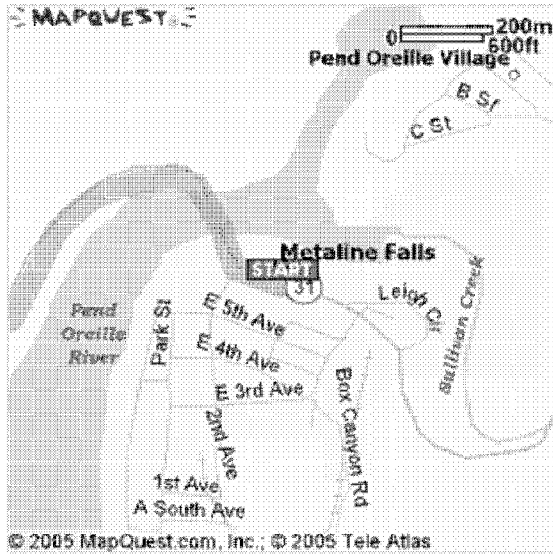 MAPQUEST
0
200m
600ft
Pend Oreille Village
B St
C St
Metaline Falls
START
31
Leigh Cir
Sullivan Creek
Pend
Oreille
River
Park St
E 5th Ave
E 4th Ave
E 3rd Ave
2nd Ave
Box Canyon Rd
1st Ave
A South Ave
© 2005 MapQuest.com, Inc.; © 2005 Tele Atlas